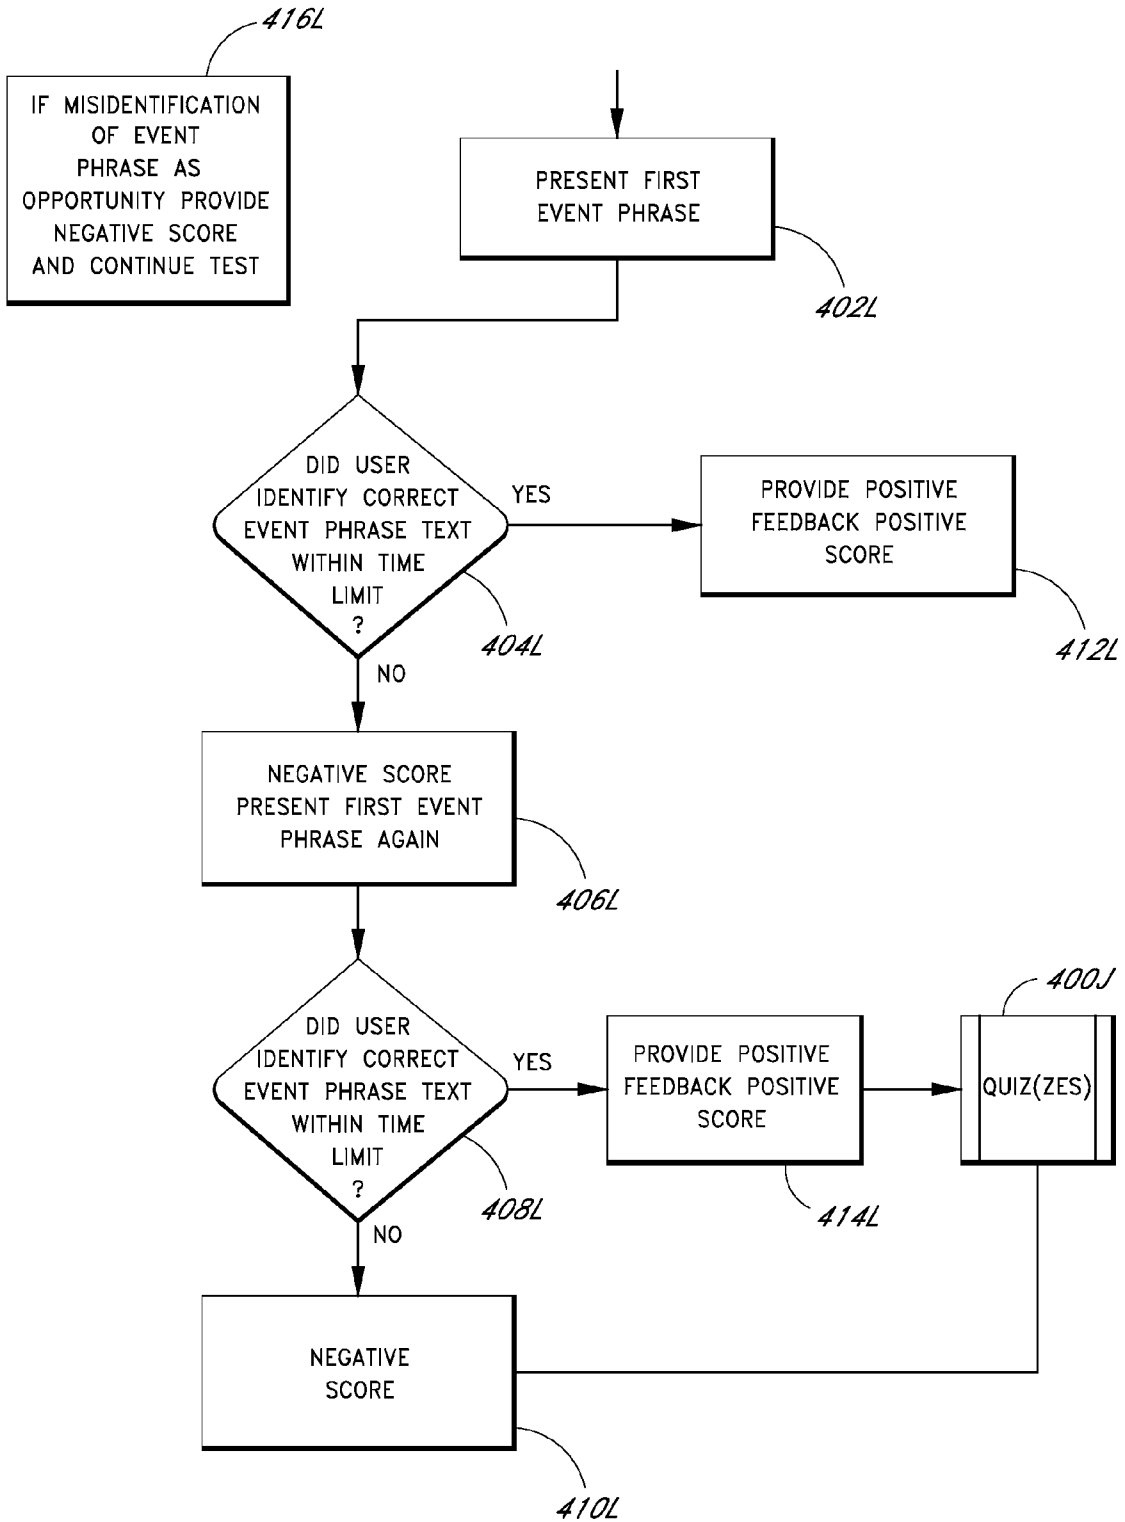 416L
IF MISIDENTIFICATION
OF EVENT
PHRASE AS
OPPORTUNITY PROVIDE
NEGATIVE SCORE
AND CONTINUE TEST
PRESENT FIRST
EVENT PHRASE
402L
DID USER
IDENTIFY CORRECT
EVENT PHRASE TEXT
WITHIN TIME
LIMIT
?
YES
404L
NO
PROVIDE POSITIVE
FEEDBACK POSITIVE
SCORE
412L
NEGATIVE SCORE
PRESENT FIRST EVENT
PHRASE AGAIN
406L
DID USER
IDENTIFY CORRECT
EVENT PHRASE TEXT
WITHIN TIME
LIMIT
?
YES
408L
NO
PROVIDE POSITIVE
FEEDBACK POSITIVE
SCORE
414L
400J
QUIZ(ZES)
NEGATIVE
SCORE
410L